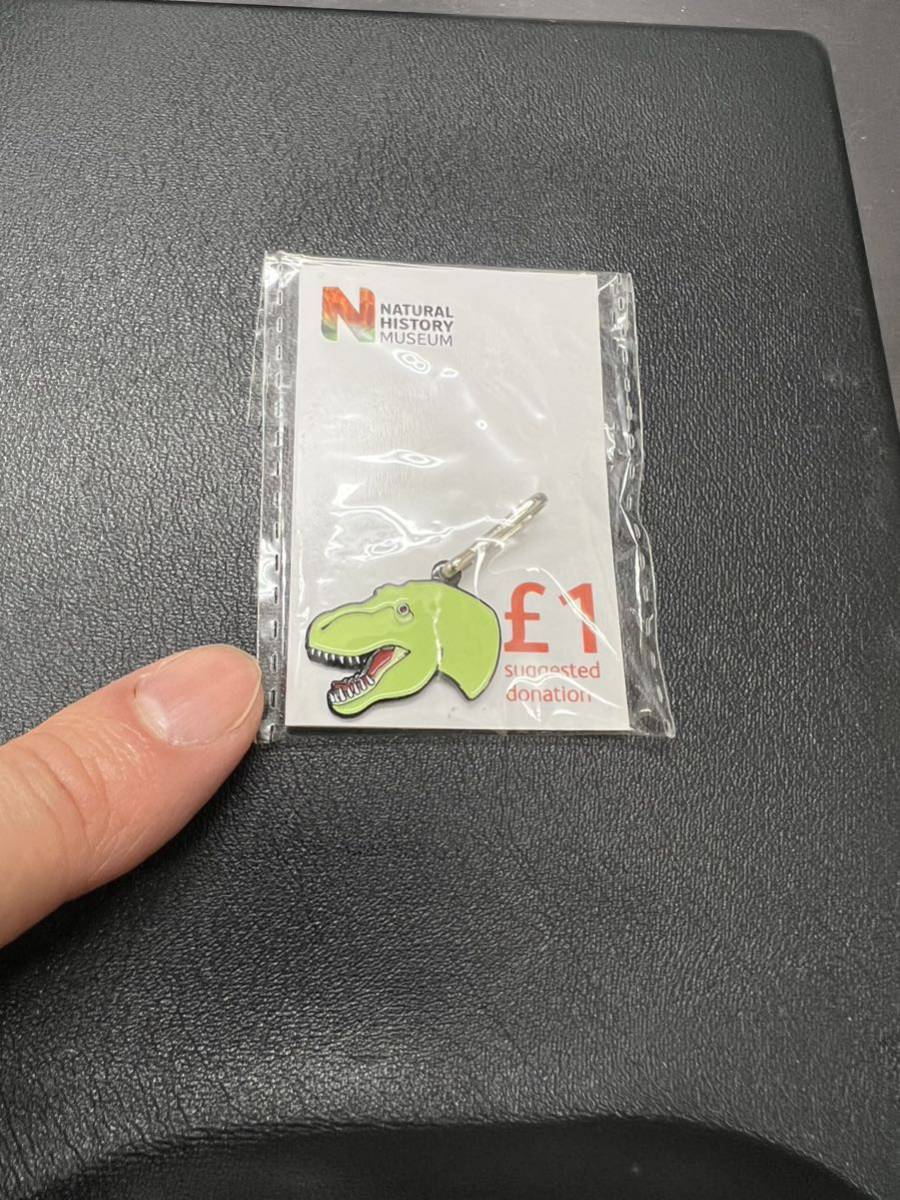 N
NATURAL
HISTORY
MUSEUM
£1
suggested
donation